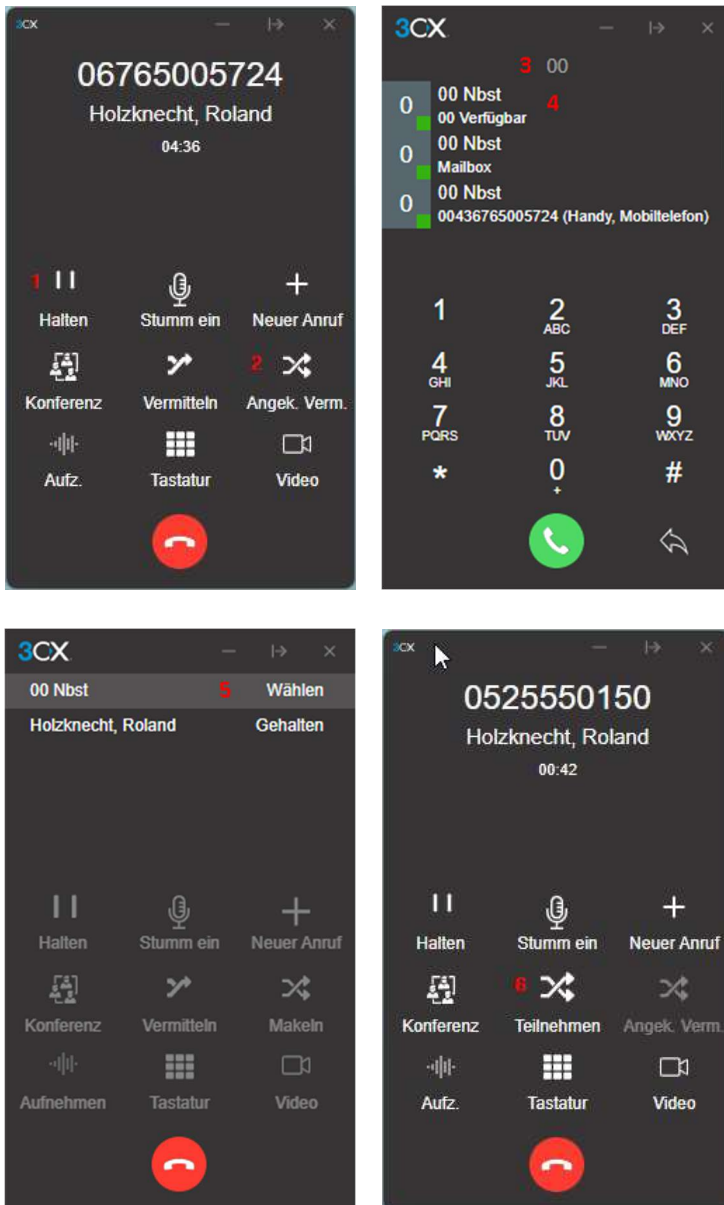 3CX
06765005724
Holzknecht, Roland
04:36
1
Halten
Stumm ein
Neuer Anruf
2
Konferenz
Vermitteln
Angek. Verm.
Aufz.
Tastatur
Video
3CX
3 00
0 00 Nbst 4
00 Verfügbar
0 00 Nbst
Mailbox
0 00 Nbst
00436765005724 (Handy, Mobiltelefon)
1 2 3
ABC DEF
4 5 6
GHI JKL MNO
7 8 9
PQRS TUV WXYZ
* 0 #
+
3CX
00 Nbst 5 Wählen
Holzknecht, Roland Gehalten
Halten Stumm ein Neuer Anruf
Konferenz Vermitteln Makeln
Aufnehmen Tastatur Video
3CX
0525550150
Holzknecht, Roland
00:42
Halten Stumm ein Neuer Anruf
6
Konferenz Teilnehmen Angek. Verm.
Aufz. Tastatur Video